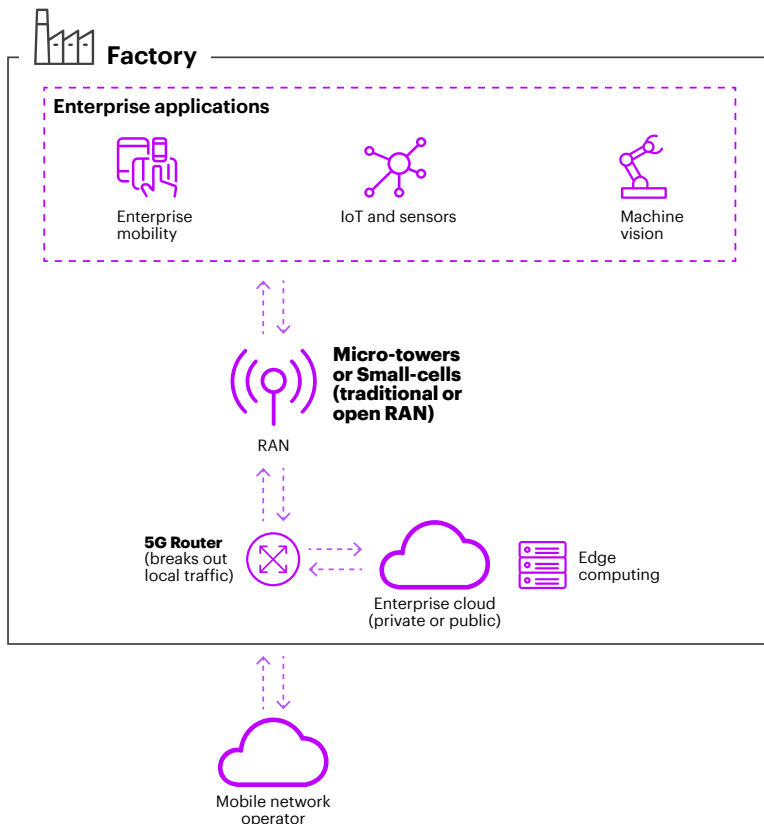 Factory
Enterprise applications
Enterprise
mobility
IoT and sensors
Machine
vision
Micro-towers
or Small-cells
(traditional or
open RAN)
RAN
5G Router
(breaks out
local traffic)
Enterprise cloud
(private or public)
Edge
computing
Mobile network
operator